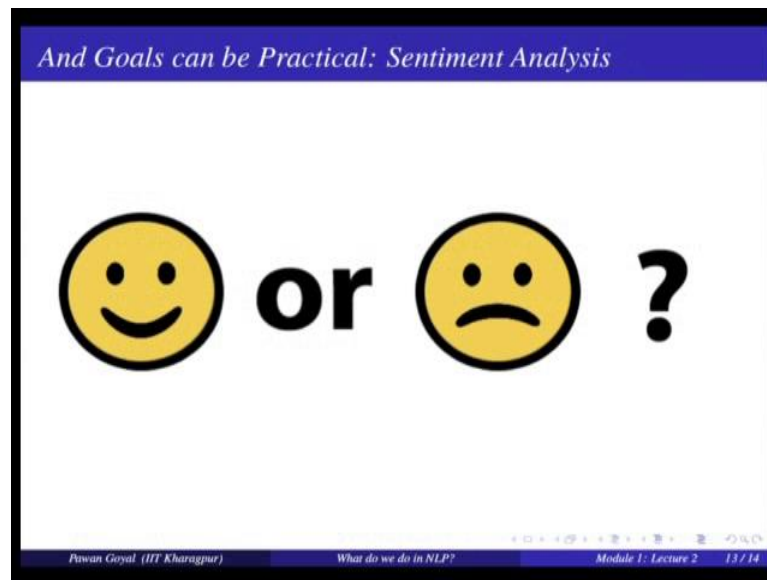 And Goals can be Practical: Sentiment Analysis
or ?
Pawan Goyal (IIT Kharagpur) What do we do in NLP? Module 1: Lecture 2 13 / 14